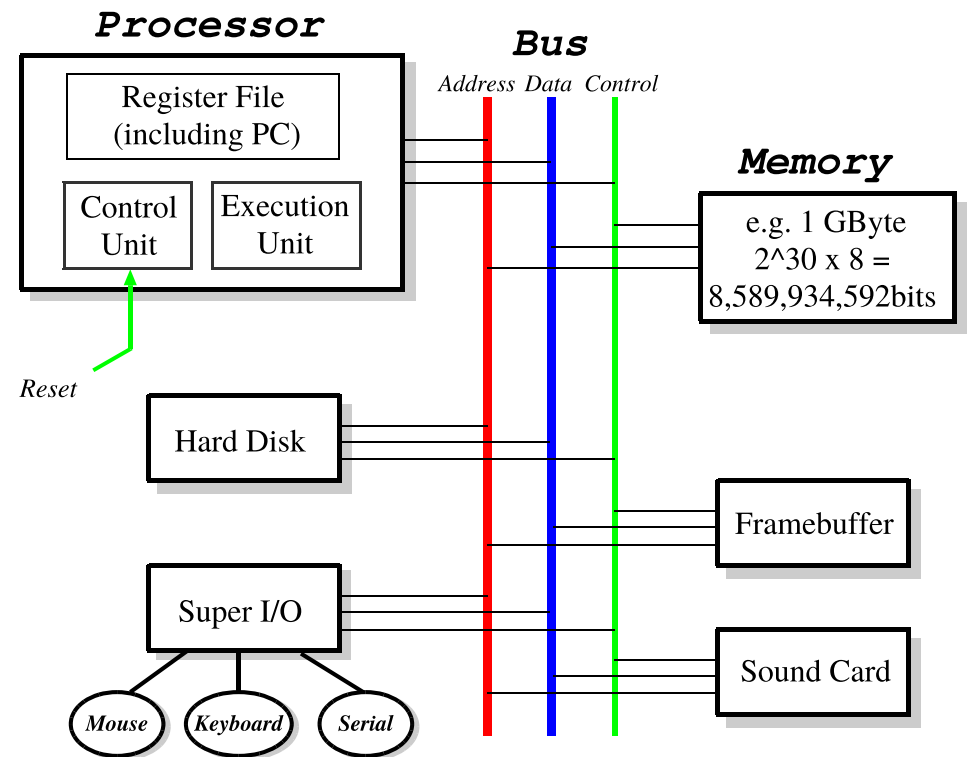 Processor
Register File
(including PC)
Control
Unit
Execution
Unit
Reset
Bus
Address Data Control
Memory
e.g. 1 GByte
2^30 x 8 =
8,589,934,592bits
Hard Disk
Framebuffer
Super I/O
Sound Card
Mouse
Keyboard
Serial